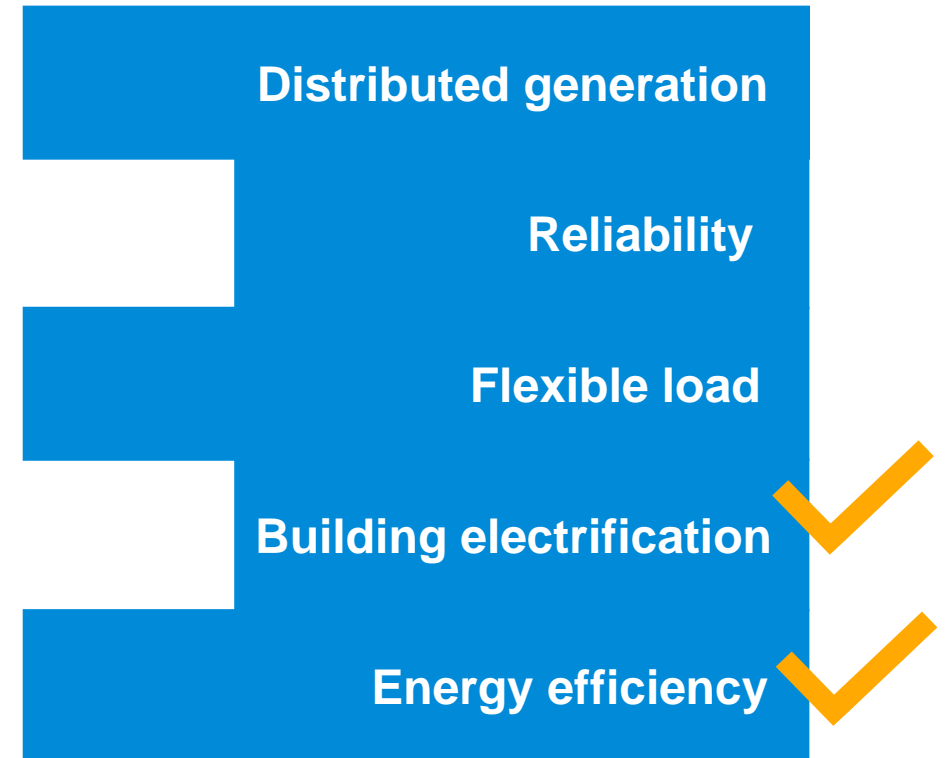 Distributed generation
Reliability
Flexible load
Building electrification
Energy efficiency